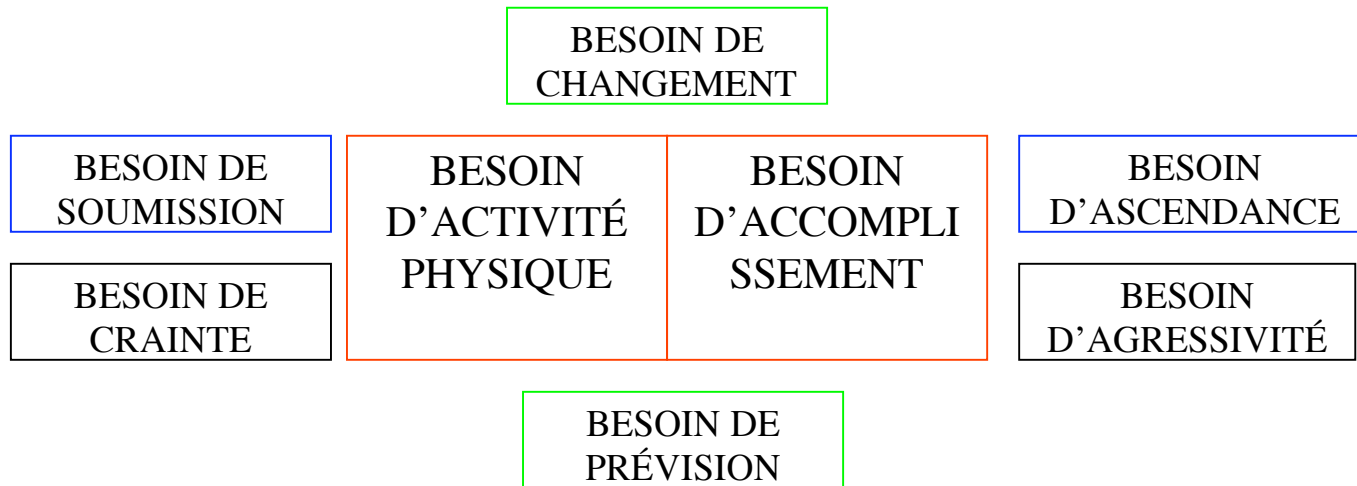 BESOIN DE
CHANGEMENT
BESOIN DE
SOUMISSION
BESOIN
D’ACTIVITÉ
PHYSIQUE
BESOIN
D’ACCOMPLI
SSEMENT
BESOIN
D’ASCENDANCE
BESOIN DE
CRAINTE
BESOIN
D’AGRESSIVITÉ
BESOIN DE
PRÉVISION